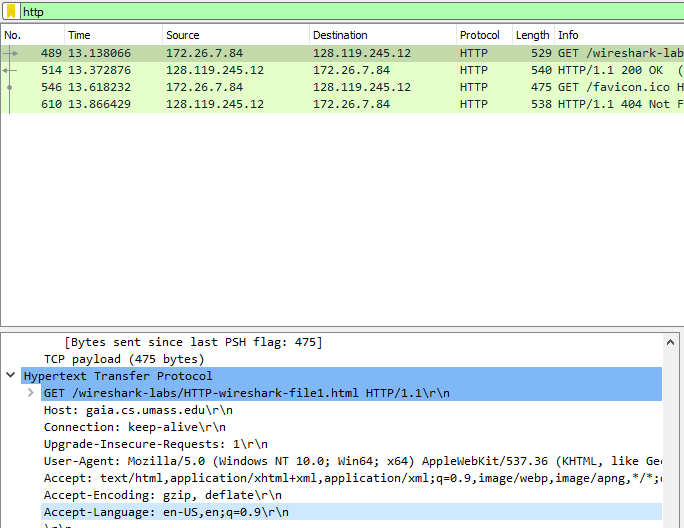 http
No. Time Source Destination Protocol Length Info
489 13.138066 172.26.7.84 128.119.245.12 HTTP 529 GET /wireshark-lab
514 13.372876 128.119.245.12 172.26.7.84 HTTP 540 HTTP/1.1 200 OK (
546 13.618232 172.26.7.84 128.119.245.12 HTTP 475 GET /favicon.ico H
610 13.866429 128.119.245.12 172.26.7.84 HTTP 538 HTTP/1.1 404 Not F
[Bytes sent since last PSH flag: 475]
TCP payload (475 bytes)
Hypertext Transfer Protocol
GET /wireshark-labs/HTTP-wireshark-file1.html HTTP/1.1\r\n
Host: gaia.cs.umass.edu\r\n
Connection: keep-alive\r\n
Upgrade-Insecure-Requests: 1\r\n
User-Agent: Mozilla/5.0 (Windows NT 10.0; Win64; x64) AppleWebKit/537.36 (KHTML, like Gec
Accept: text/html,application/xhtml+xml,application/xml;q=0.9,image/webp,image/apng,*/*;
Accept-Encoding: gzip, deflate\r\n
Accept-Language: en-US,en;q=0.9\r\n
\r\n